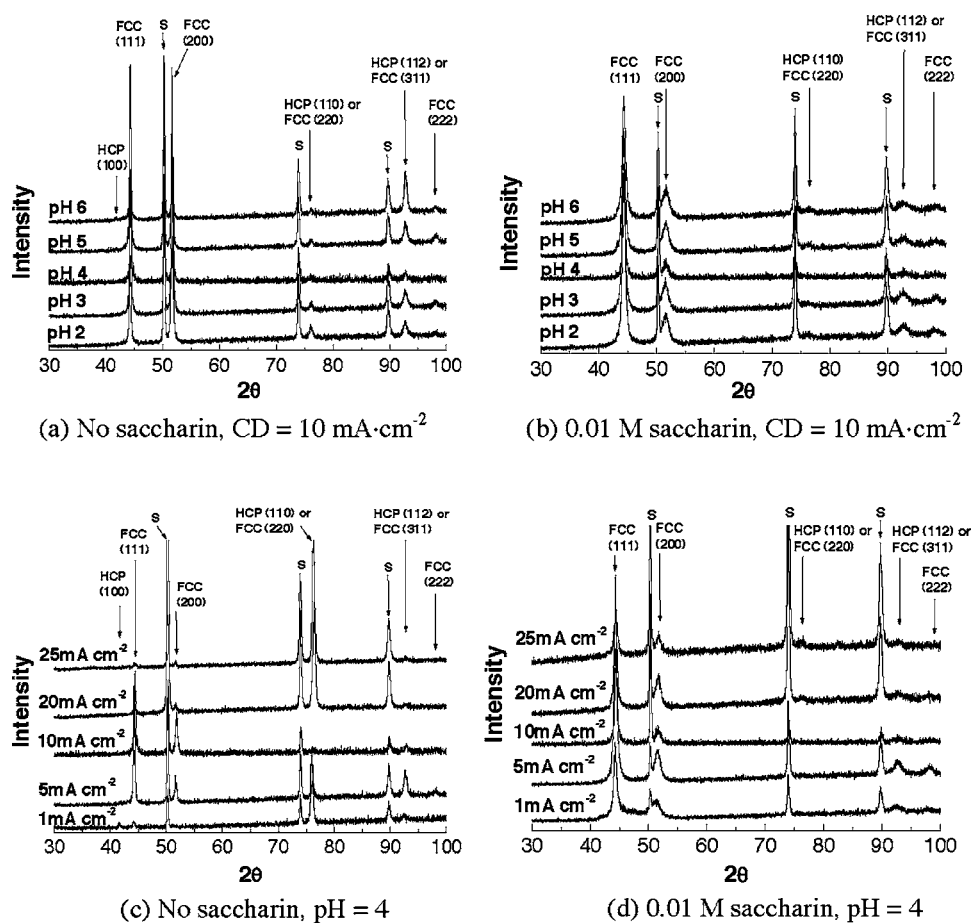 FCC
(111)
S
FCC
(200)
HCP (112) or
FCC (311)
HCP (110) or
FCC (220)
FCC
(222)
HCP
(100)
S
S
pH 6
pH 5
pH 4
pH 3
pH 2
Intensity
30 40 50 60 70 80 90 100
2θ
(a) No saccharin, CD = 10 mA·cm-2
HCP (112) or
FCC (311)
FCC
(111)
FCC
(200)
HCP (110)
FCC (220)
FCC
(222)
S
S
S
pH 6
pH 5
pH 4
pH 3
pH 2
Intensity
30 40 50 60 70 80 90 100
2θ
(b) 0.01 M saccharin, CD = 10 mA·cm-2
S
HCP (110) or
FCC (220)
HCP (112) or
FCC (311)
FCC
(111)
HCP
(100)
FCC
(200)
S
S
FCC
(222)
25mA cm-2
20mA cm-2
10mA cm-2
5mA cm-2
1mA cm-2
Intensity
30 40 50 60 70 80 90 100
2θ
(c) No saccharin, pH = 4
S
FCC
(111)
FCC
(200)
S
HCP (110) or
FCC (220)
S
HCP (112) or
FCC (311)
FCC
(222)
25mA cm-2
20mA cm-2
10mA cm-2
5mA cm-2
1mA cm-2
Intensity
30 40 50 60 70 80 90 100
2θ
(d) 0.01 M saccharin, pH = 4